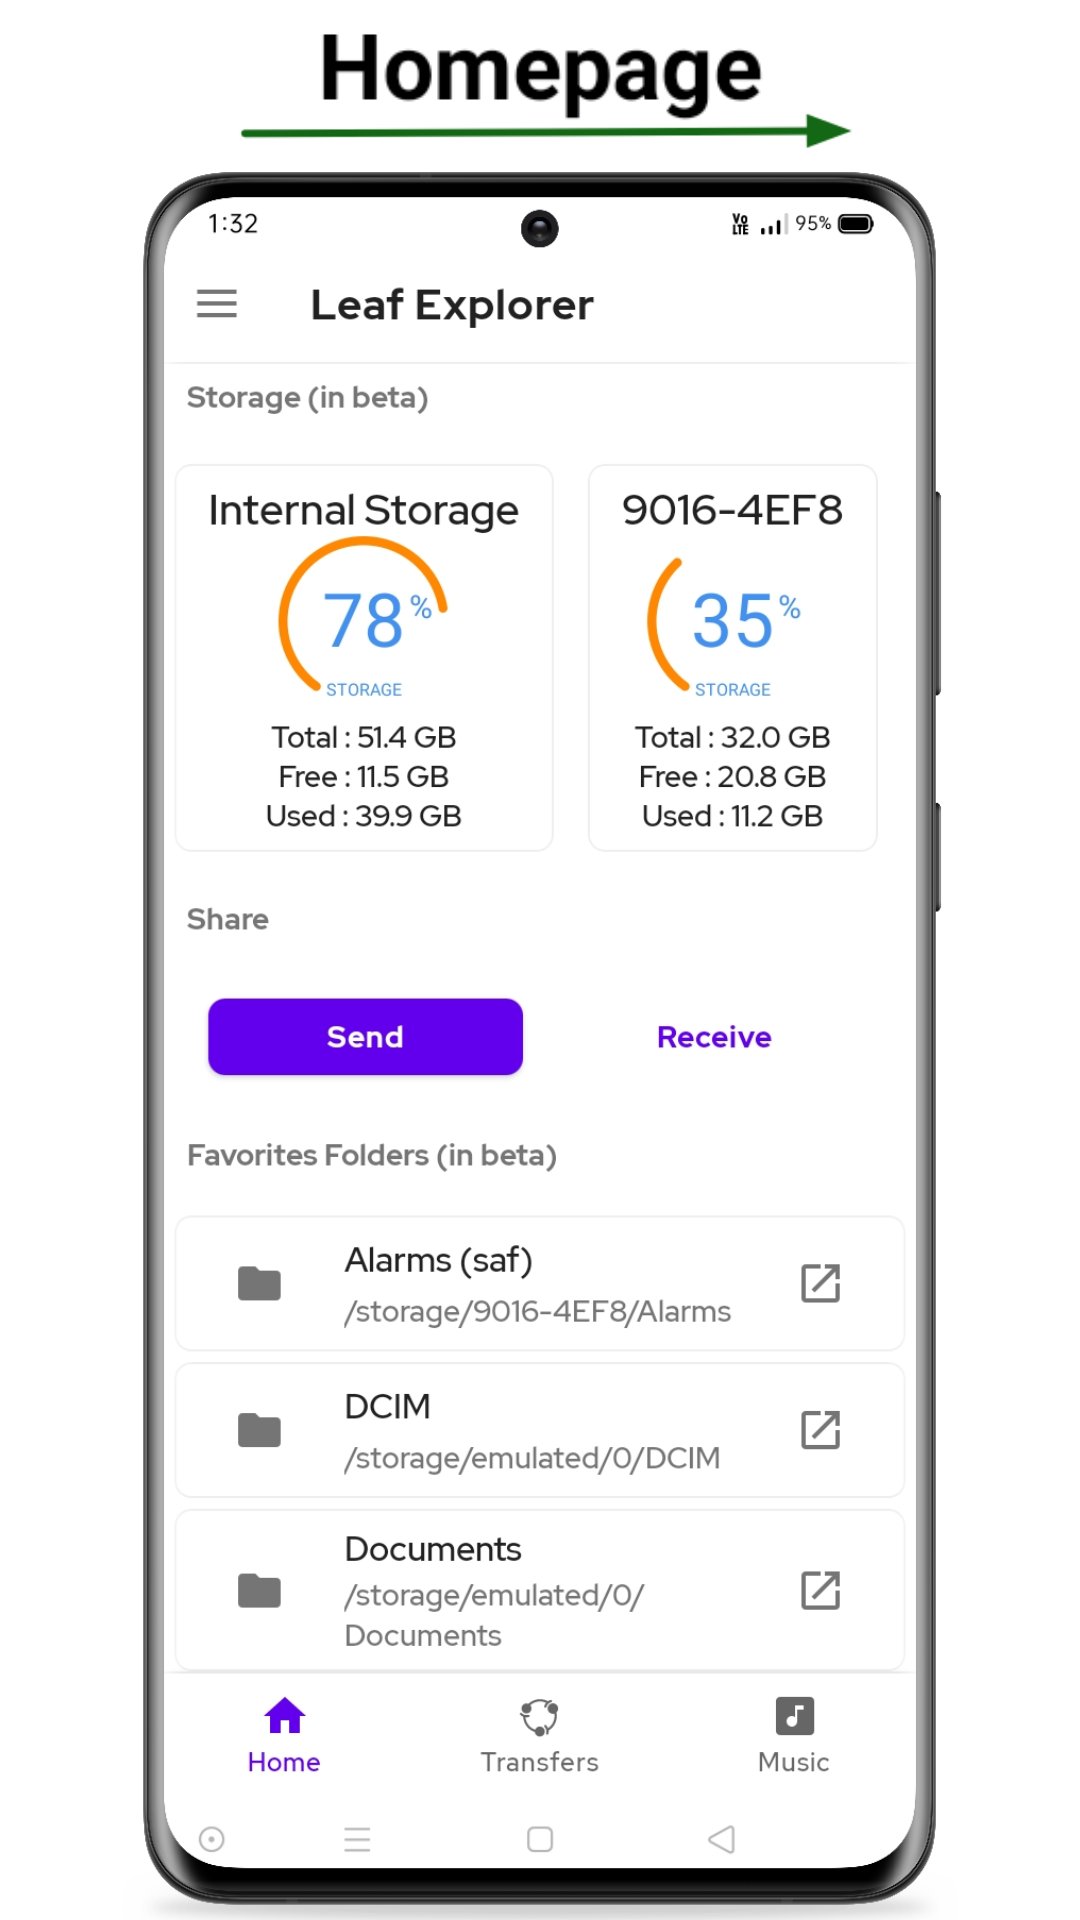 Homepage
1:32
Vo LTE 95%
Leaf Explorer
Storage (in beta)
Internal Storage
78%
STORAGE
Total : 51.4 GB
Free : 11.5 GB
Used : 39.9 GB
9016-4EF8
35%
STORAGE
Total : 32.0 GB
Free : 20.8 GB
Used : 11.2 GB
Share
Send
Receive
Favorites Folders (in beta)
Alarms (saf)
/storage/9016-4EF8/Alarms
DCIM
/storage/emulated/0/DCIM
Documents
/storage/emulated/0/
Documents
Home
Transfers
Music